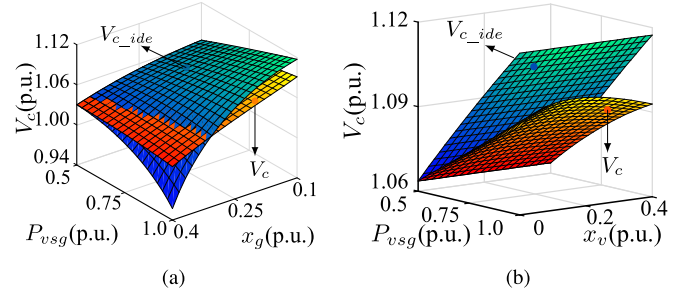 1.12
1.06
1.00
0.94
V_c(p.u.)
V_{c\_ide}
V_c
0.5
0.75
1.0
P_{vsg}(p.u.)
0.4
0.25
0.1
x_g(p.u.)
(a)
1.12
1.09
1.06
V_c(p.u.)
V_{c\_ide}
V_c
0.5
0.75
1.0
P_{vsg}(p.u.)
0
0.2
0.4
x_v(p.u.)
(b)